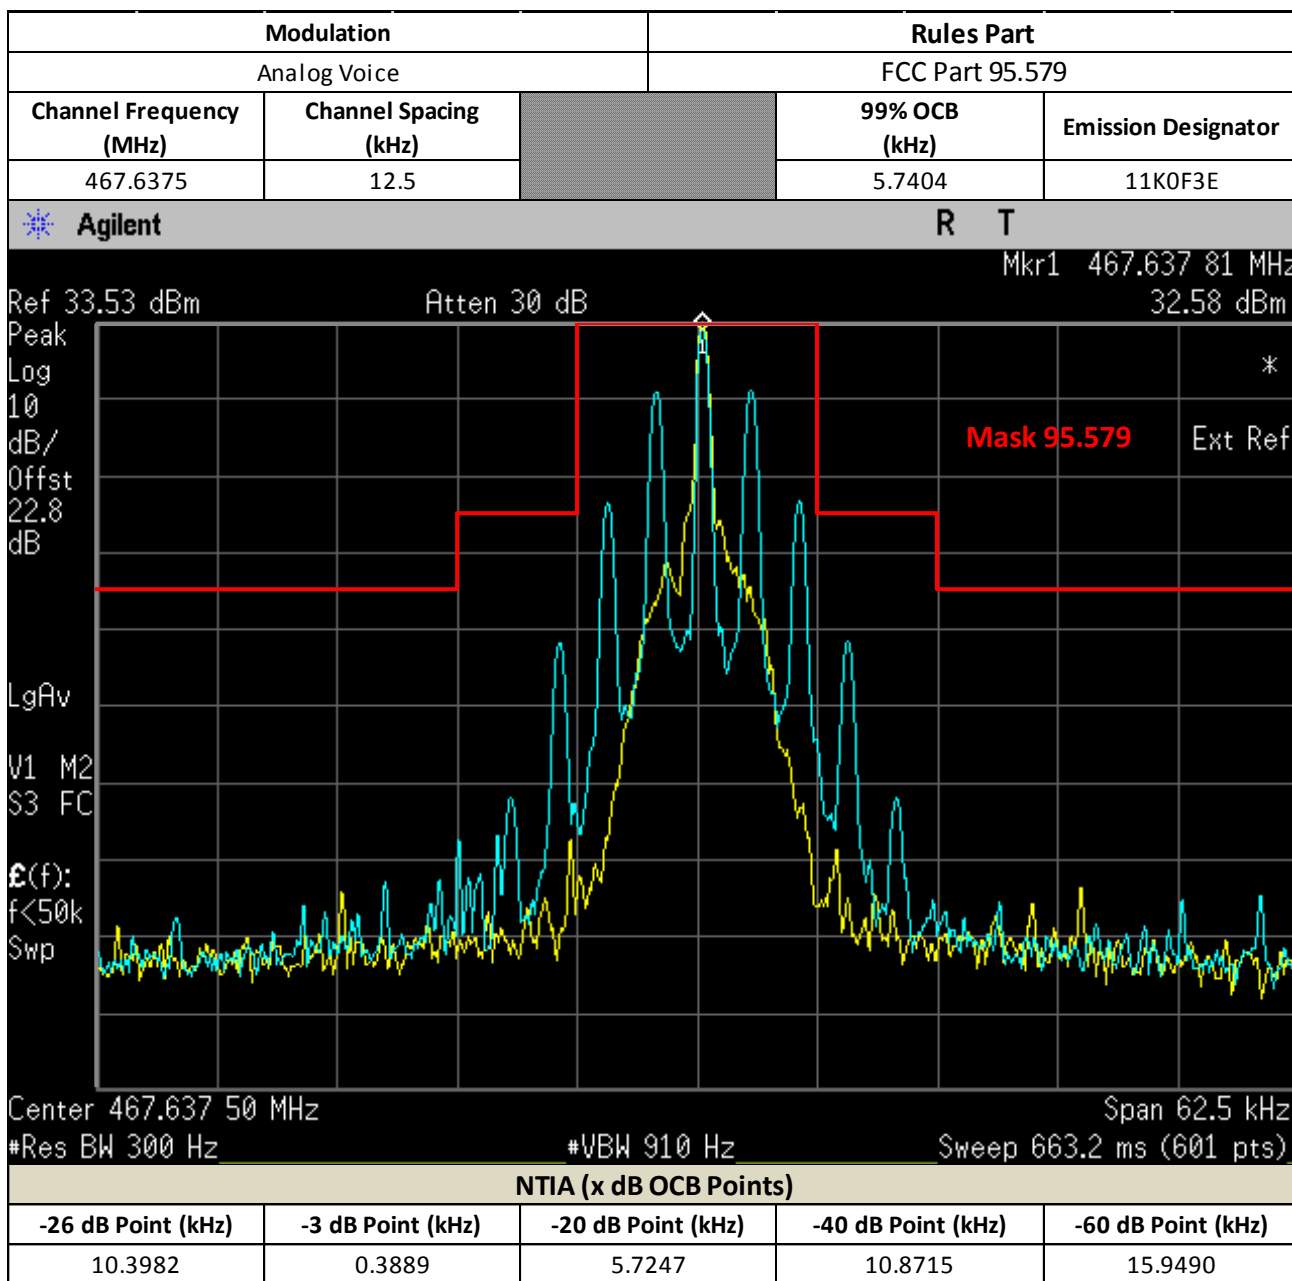 Modulation Rules Part
Analog Voice FCC Part 95.579
Channel Frequency (MHz) Channel Spacing (kHz) 99% OCB (kHz) Emission Designator
467.6375 12.5 5.7404 11K0F3E
Agilent R T
Mkr1 467.637 81 MHz
Ref 33.53 dBm Atten 30 dB 32.58 dBm
Peak
Log
10
dB/
Offst
22.8
dB
1
*
Mask 95.579 Ext Ref
LgAv
V1 M2
S3 FC
£(f):
f<50k
Swp
Center 467.637 50 MHz Span 62.5 kHz
#Res BW 300 Hz #VBW 910 Hz Sweep 663.2 ms (601 pts)
NTIA (x dB OCB Points)
-26 dB Point (kHz) -3 dB Point (kHz) -20 dB Point (kHz) -40 dB Point (kHz) -60 dB Point (kHz)
10.3982 0.3889 5.7247 10.8715 15.9490